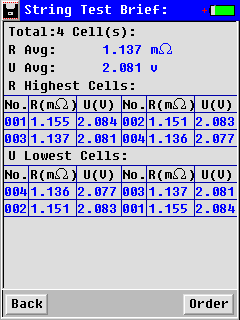 String Test Brief:
Total:4 Cell(s):
R Avg: 1.137 mΩ
U Avg: 2.081 v
R Highest Cells:
No. R(mΩ) U(V) No. R(mΩ) U(V)
001 1.155 2.084 002 1.151 2.083
003 1.137 2.081 004 1.136 2.077
U Lowest Cells:
No. R(mΩ) U(V) No. R(mΩ) U(V)
004 1.136 2.077 003 1.137 2.081
002 1.151 2.083 001 1.155 2.084
Back Order